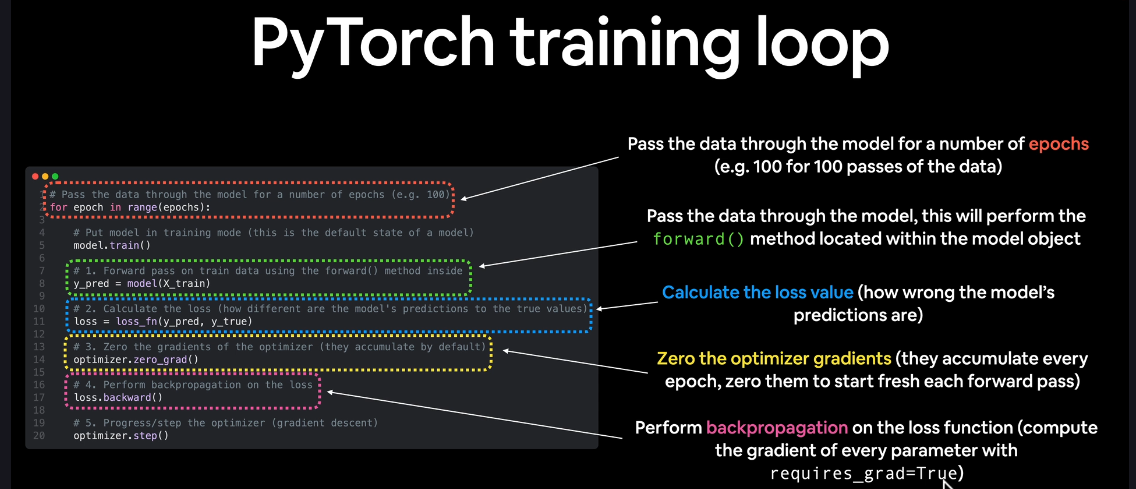 PyTorch training loop
1 # Pass the data through the model for a number of epochs (e.g. 100)
2 for epoch in range(epochs):
3
4 # Put model in training mode (this is the default state of a model)
5 model.train()
6
7 # 1. Forward pass on train data using the forward() method inside
8 y_pred = model(X_train)
9
10 # 2. Calculate the loss (how different are the model's predictions to the true values)
11 loss = loss_fn(y_pred, y_true)
12
13 # 3. Zero the gradients of the optimizer (they accumulate by default)
14 optimizer.zero_grad()
15
16 # 4. Perform backpropagation on the loss
17 loss.backward()
18
19 # 5. Progress/step the optimizer (gradient descent)
20 optimizer.step()
Pass the data through the model for a number of epochs
(e.g. 100 for 100 passes of the data)
Pass the data through the model, this will perform the
forward() method located within the model object
Calculate the loss value (how wrong the model’s
predictions are)
Zero the optimizer gradients (they accumulate every
epoch, zero them to start fresh each forward pass)
Perform backpropagation on the loss function (compute
the gradient of every parameter with
requires_grad=True)